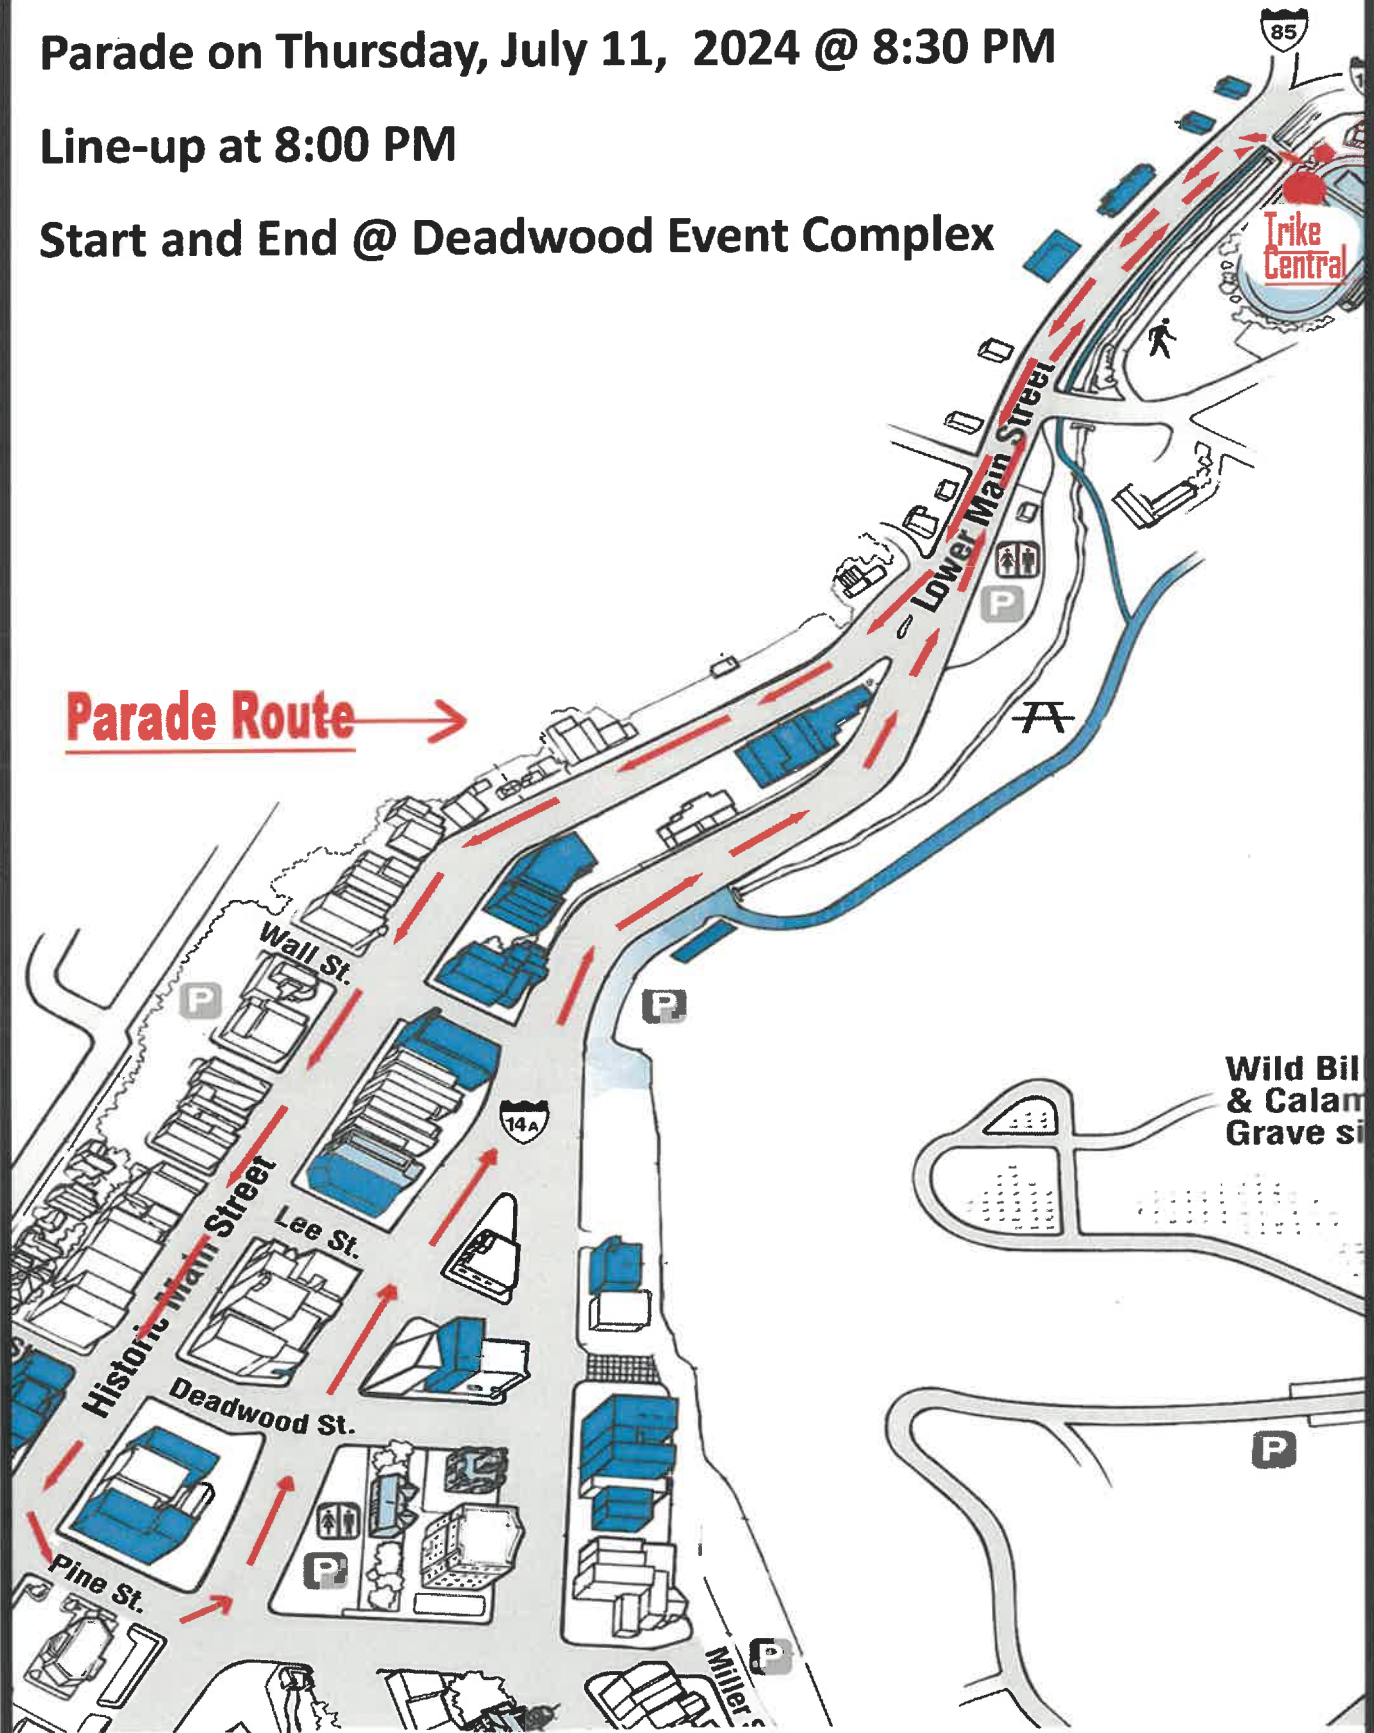 Parade on Thursday, July 11, 2024 @ 8:30 PM
Line-up at 8:00 PM
Start and End @ Deadwood Event Complex
85
Trike
Central
Lower Main Street
P
Parade Route
Wall St.
P
P
14A
Wild Bil
& Calam
Grave si
Lee St.
Historic Main Street
Deadwood St.
P
P
Pine St.
P
Miller S